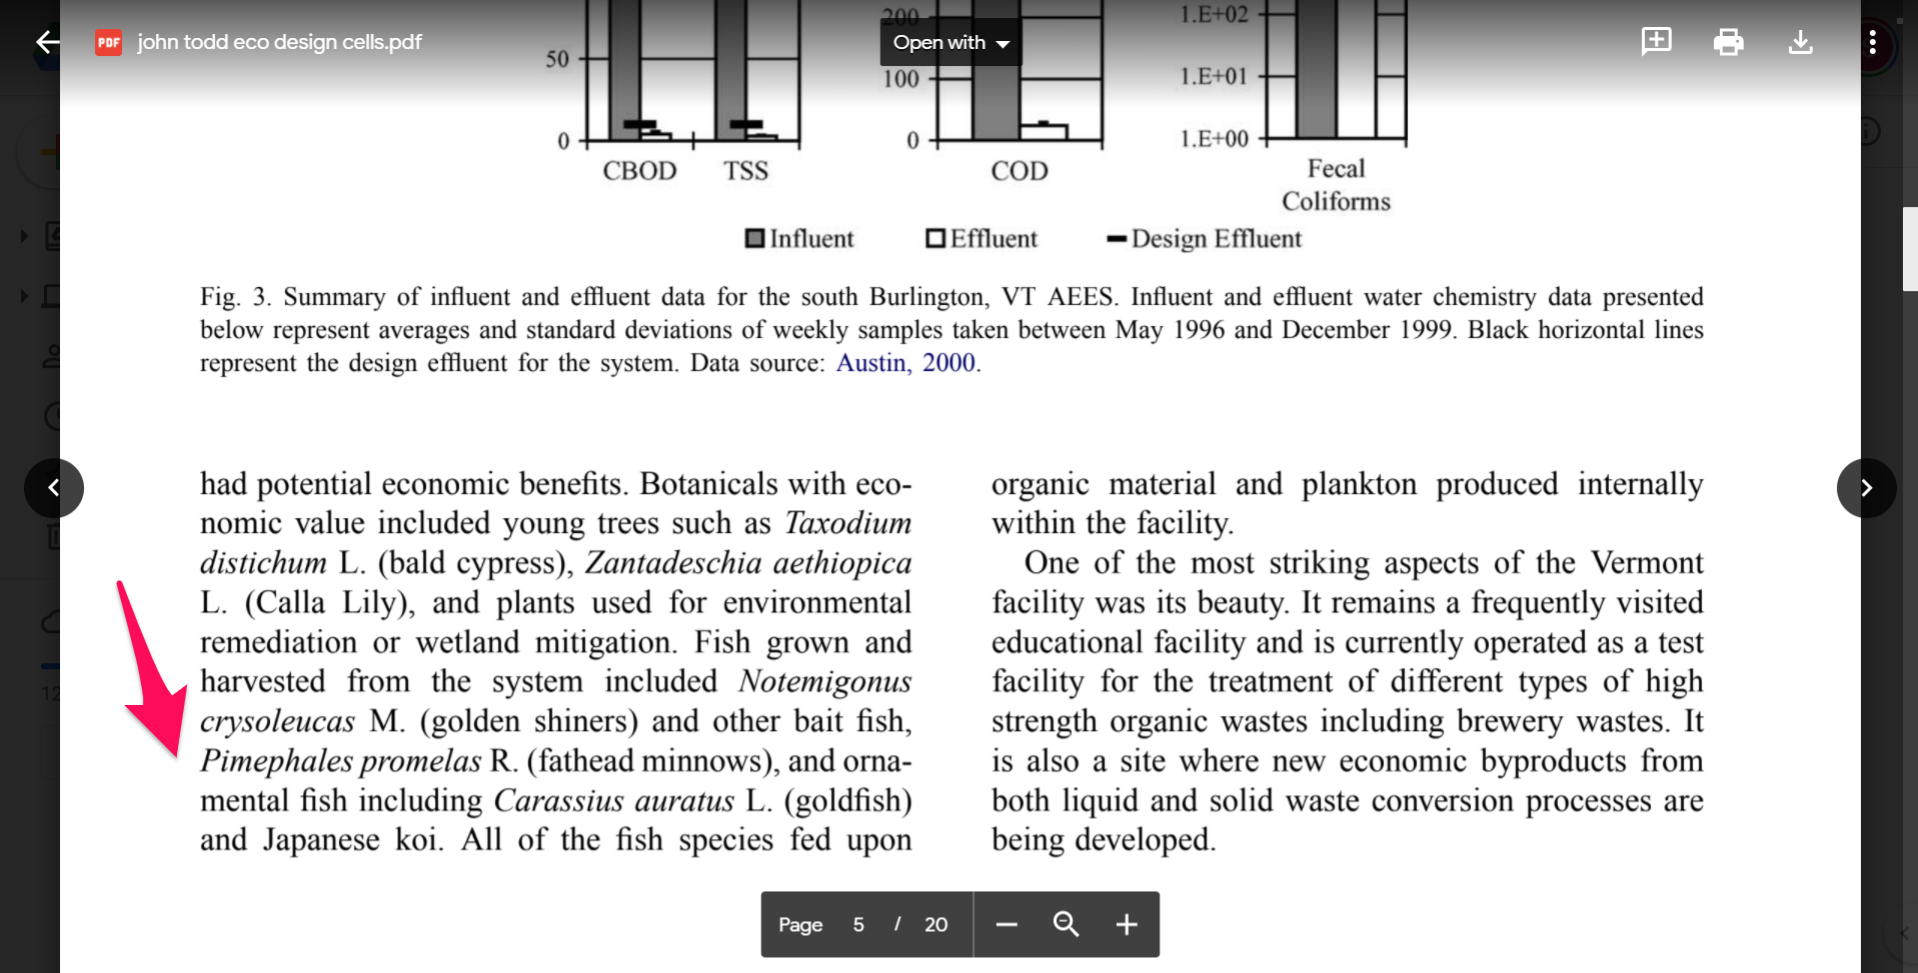 PDF john todd eco design cells.pdf
Open with
50
0
CBOD TSS
200
100
0
COD
1.E+02
1.E+01
1.E+00
Fecal
Coliforms
Influent Effluent Design Effluent
Fig. 3. Summary of influent and effluent data for the south Burlington, VT AEES. Influent and effluent water chemistry data presented
below represent averages and standard deviations of weekly samples taken between May 1996 and December 1999. Black horizontal lines
represent the design effluent for the system. Data source: Austin, 2000.
had potential economic benefits. Botanicals with eco-
nomic value included young trees such as Taxodium
distichum L. (bald cypress), Zantadeschia aethiopica
L. (Calla Lily), and plants used for environmental
remediation or wetland mitigation. Fish grown and
harvested from the system included Notemigonus
crysoleucas M. (golden shiners) and other bait fish,
Pimephales promelas R. (fathead minnows), and orna-
mental fish including Carassius auratus L. (goldfish)
and Japanese koi. All of the fish species fed upon
organic material and plankton produced internally
within the facility.
One of the most striking aspects of the Vermont
facility was its beauty. It remains a frequently visited
educational facility and is currently operated as a test
facility for the treatment of different types of high
strength organic wastes including brewery wastes. It
is also a site where new economic byproducts from
both liquid and solid waste conversion processes are
being developed.
12
Page 5 / 20